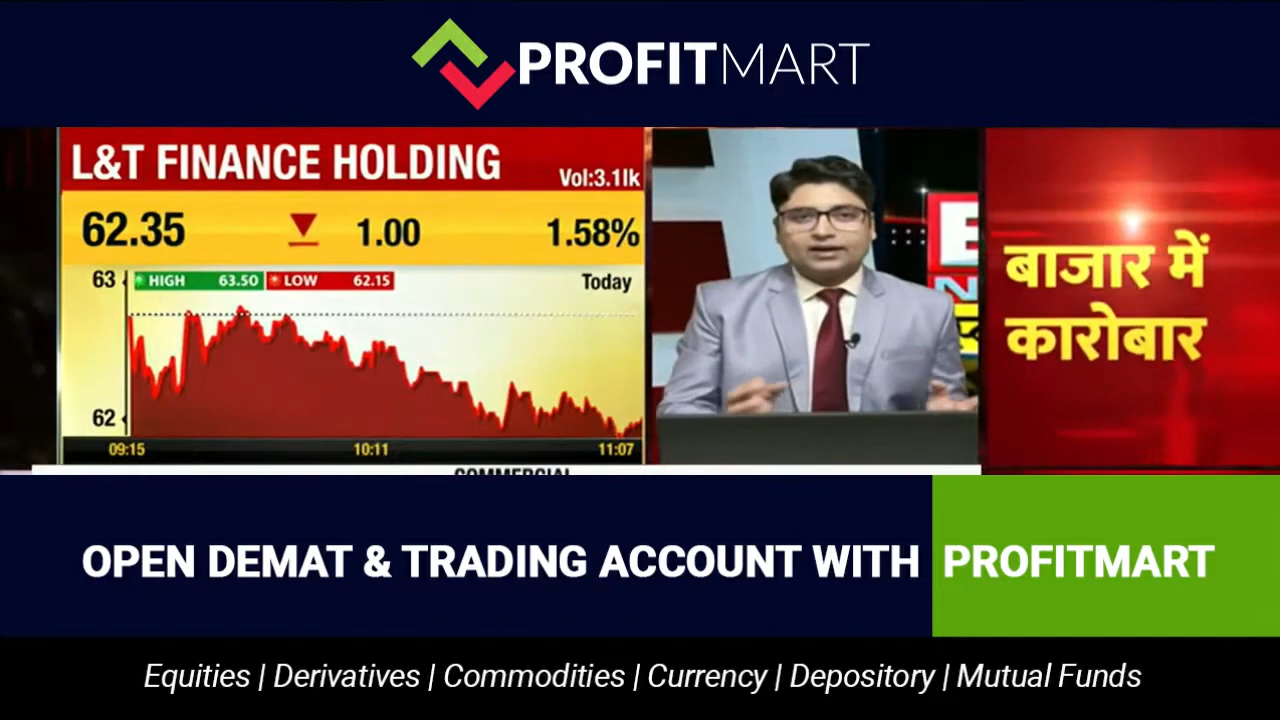 PROFITMART
L&T FINANCE HOLDING
Vol:3.1lk
62.35 1.00 1.58%
63
HIGH 63.50 LOW 62.15
Today
62
09:15 10:11 11:07
बाजार में
कारोबार
OPEN DEMAT & TRADING ACCOUNT WITH PROFITMART
Equities | Derivatives | Commodities | Currency | Depository | Mutual Funds